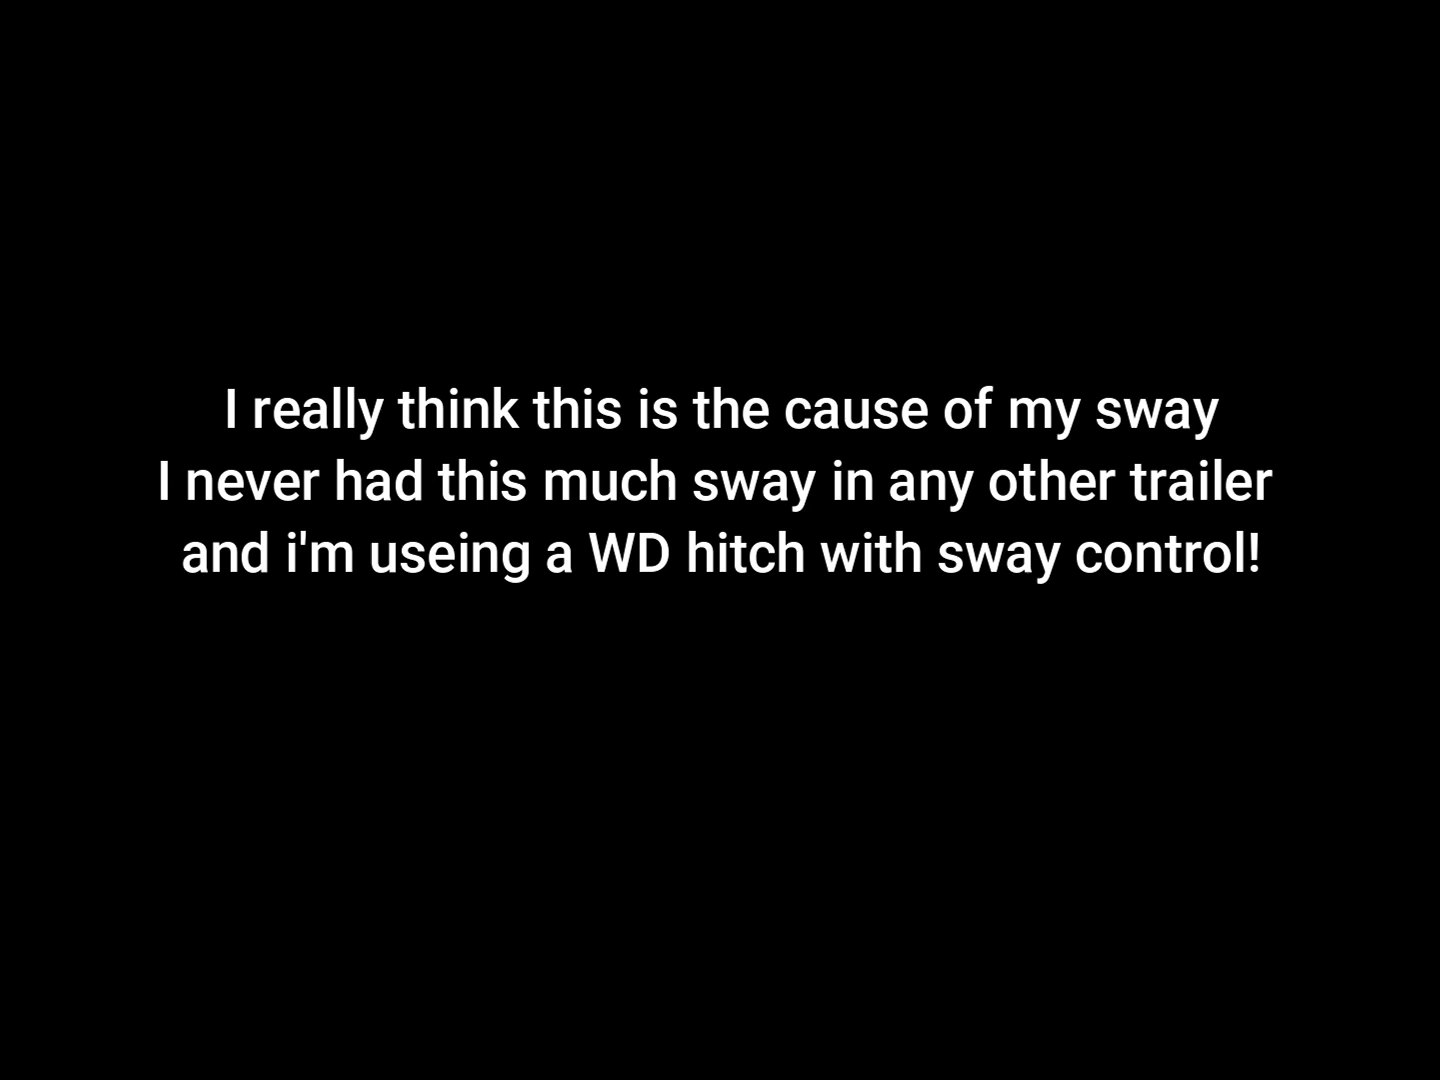 I really think this is the cause of my sway
I never had this much sway in any other trailer
and i'm useing a WD hitch with sway control!